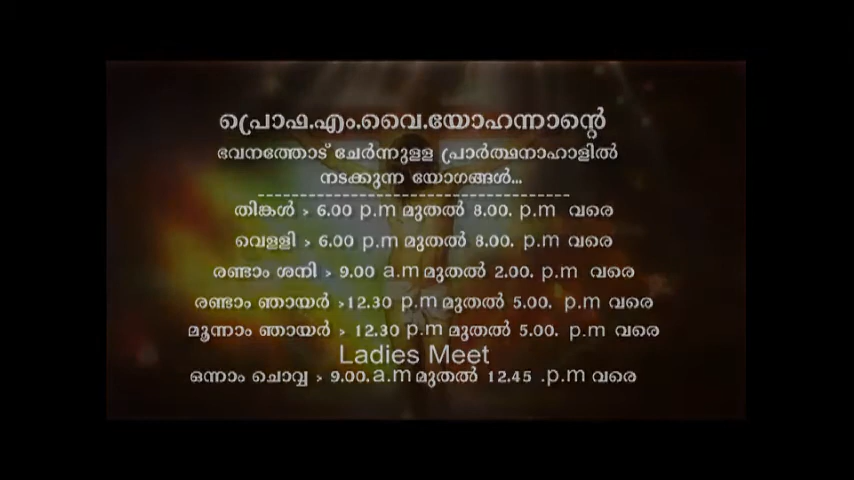 പ്രൊഫ.എം.വൈ.യോഹന്നാന്റെ
ഭവനത്തോട് ചേർന്നുളള പ്രാർത്ഥനാഹാളിൽ
നടക്കുന്ന യോഗങ്ങൾ...
---------------------------------------
തിങ്കൾ > 6.00 p.m മുതൽ 8.00. p.m വരെ
വെളളി > 6.00 p.m മുതൽ 8.00. p.m വരെ
രണ്ടാം ശനി > 9.00 a.m മുതൽ 2.00. p.m വരെ
രണ്ടാം ഞായർ >12.30 p.m മുതൽ 5.00. p.m വരെ
മൂന്നാം ഞായർ > 12.30 p.m മുതൽ 5.00. p.m വരെ
Ladies Meet
ഒന്നാം ചൊവ്വ > 9.00. a.m മുതൽ 12.45 .p.m വരെ